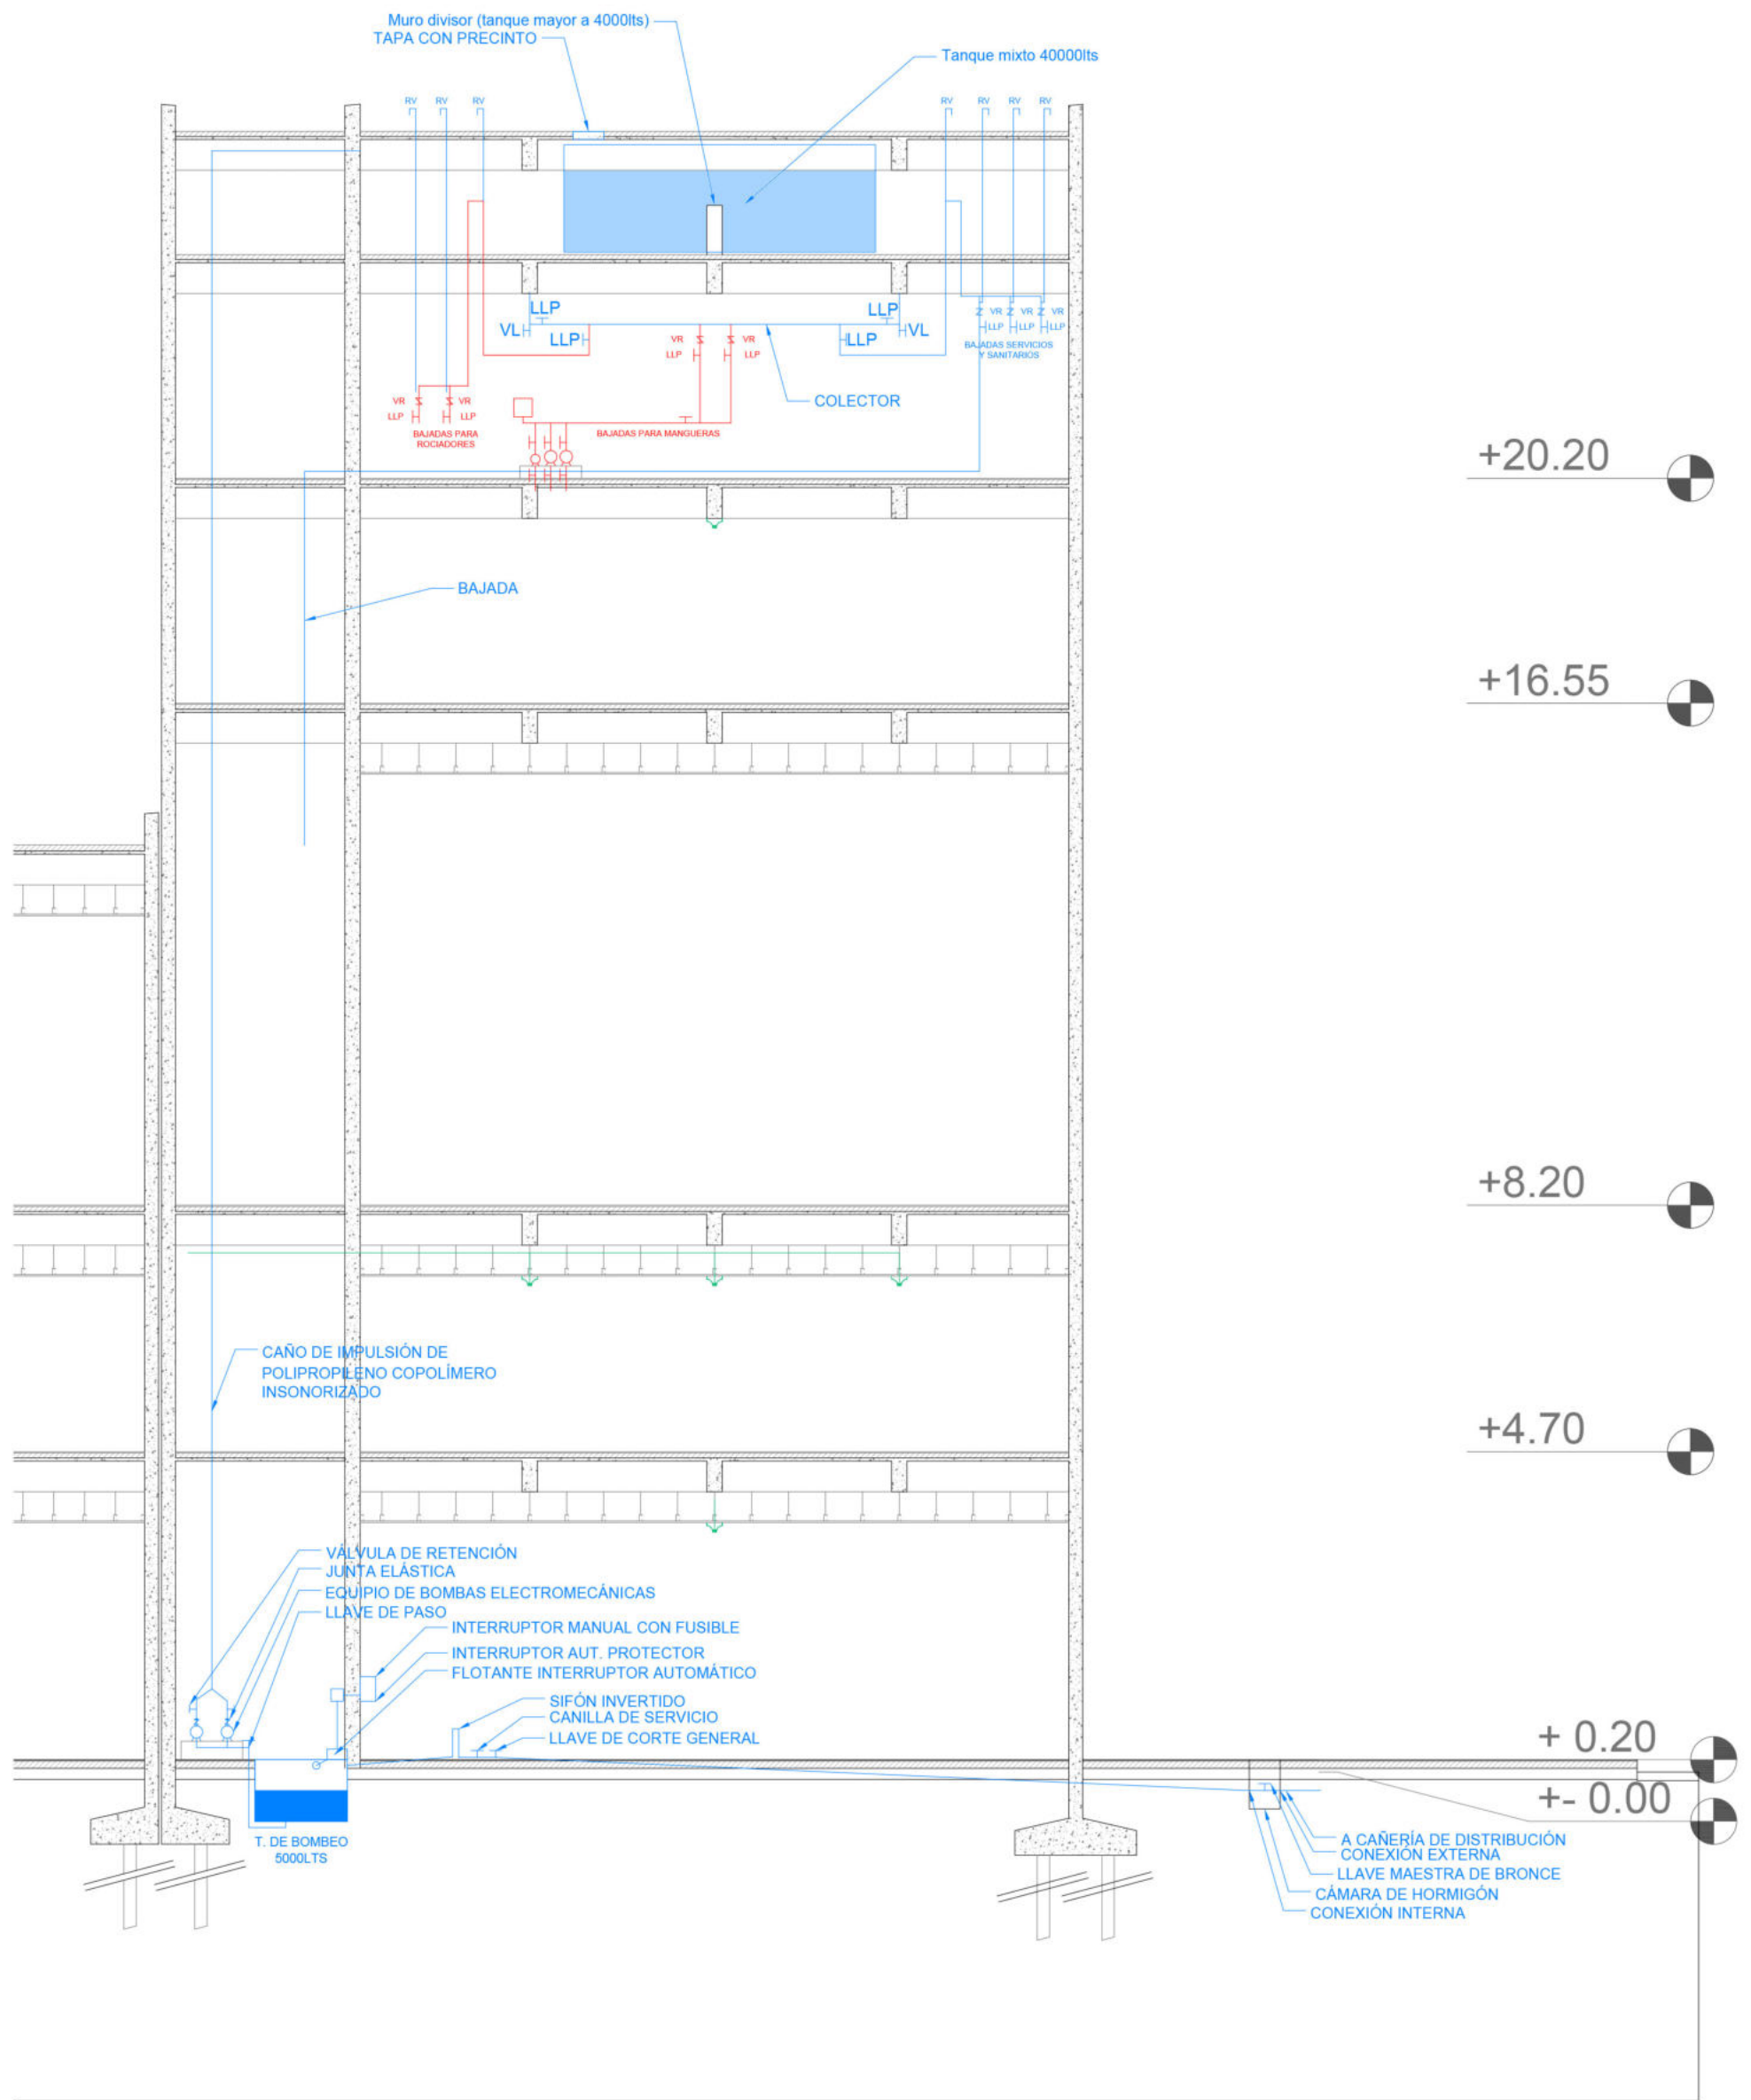 Muro divisor (tanque mayor a 4000lts)
TAPA CON PRECINTO
Tanque mixto 40000lts
RV RV RV RV RV RV RV
LLP LLP
VL VL
LLP LLP
VR VR
LLP LLP
VR VR VR
LLP LLP LLP
BAJADAS SERVICIOS
Y SANITARIOS
COLECTOR
VR VR
LLP LLP
BAJADAS PARA
ROCIADORES
BAJADAS PARA MANGUERAS
+20.20
BAJADA
+16.55
+8.20
CAÑO DE IMPULSIÓN DE
POLIPROPILENO COPOLÍMERO
INSONORIZADO
+4.70
VÁLVULA DE RETENCIÓN
JUNTA ELÁSTICA
EQUIPIO DE BOMBAS ELECTROMECÁNICAS
LLAVE DE PASO
INTERRUPTOR MANUAL CON FUSIBLE
INTERRUPTOR AUT. PROTECTOR
FLOTANTE INTERRUPTOR AUTOMÁTICO
SIFÓN INVERTIDO
CANILLA DE SERVICIO
LLAVE DE CORTE GENERAL
+ 0.20
+- 0.00
T. DE BOMBEO
5000LTS
A CAÑERÍA DE DISTRIBUCIÓN
CONEXIÓN EXTERNA
LLAVE MAESTRA DE BRONCE
CÁMARA DE HORMIGÓN
CONEXIÓN INTERNA